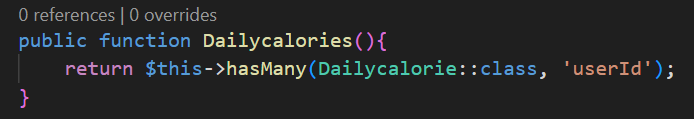 0 references | 0 overrides
public function Dailycalories(){
    return $this->hasMany(Dailycalorie::class, 'userId');
}